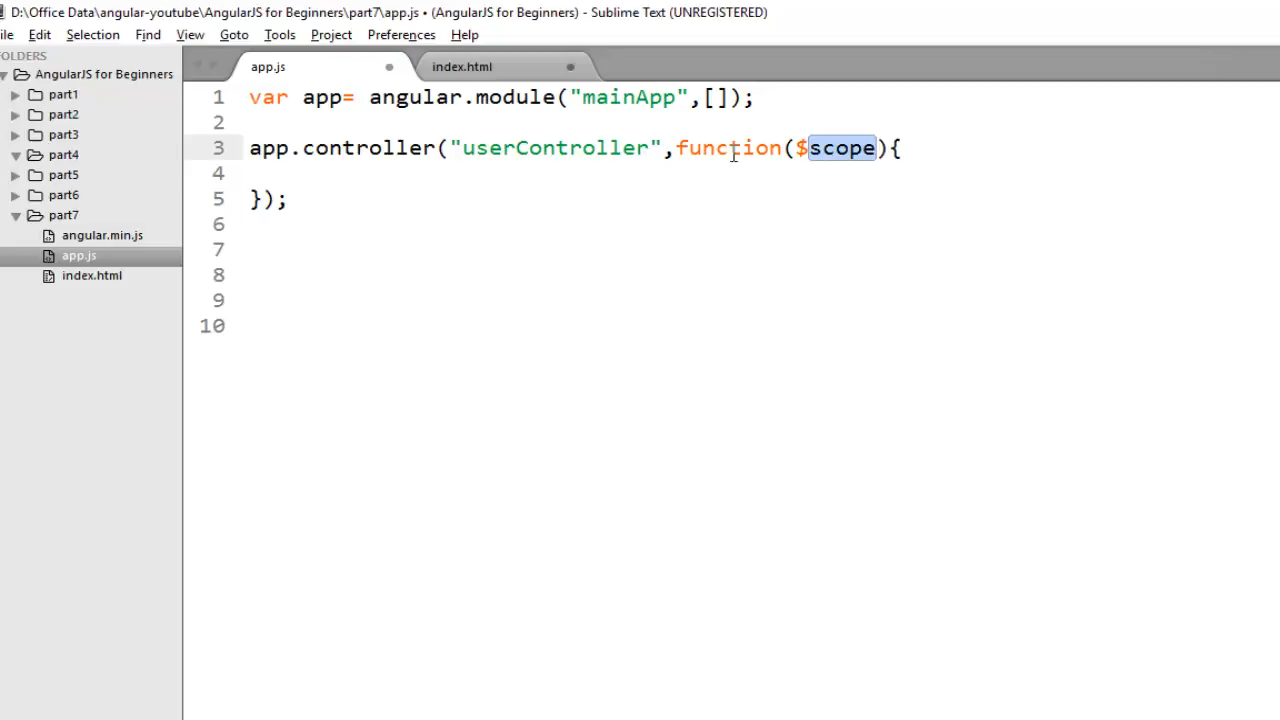 D:\Office Data\angular-youtube\AngularJS for Beginners\part7\app.js • (AngularJS for Beginners) - Sublime Text (UNREGISTERED)
ile Edit Selection Find View Goto Tools Project Preferences Help
OLDERS
AngularJS for Beginners
part1
part2
part3
part4
part5
part6
part7
angular.min.js
app.js
index.html
app.js index.html
1 var app= angular.module("mainApp",[]);
2
3 app.controller("userController",function($scope){
4
5 });
6
7
8
9
10